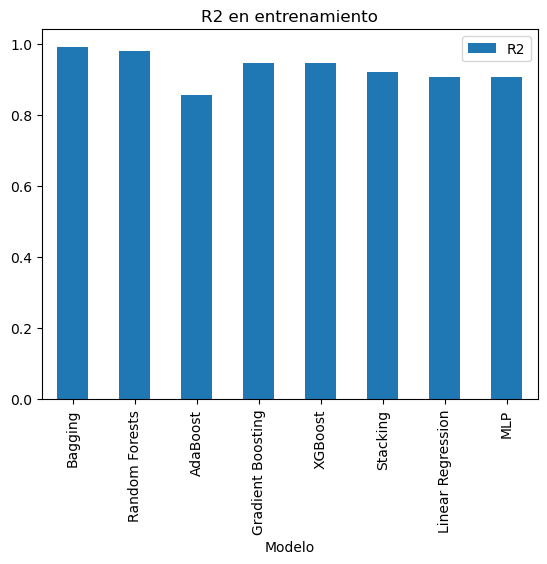 R2 en entrenamiento
R2
1.0
0.8
0.6
0.4
0.2
0.0
Bagging
Random Forests
AdaBoost
Gradient Boosting
XGBoost
Stacking
Linear Regression
MLP
Modelo